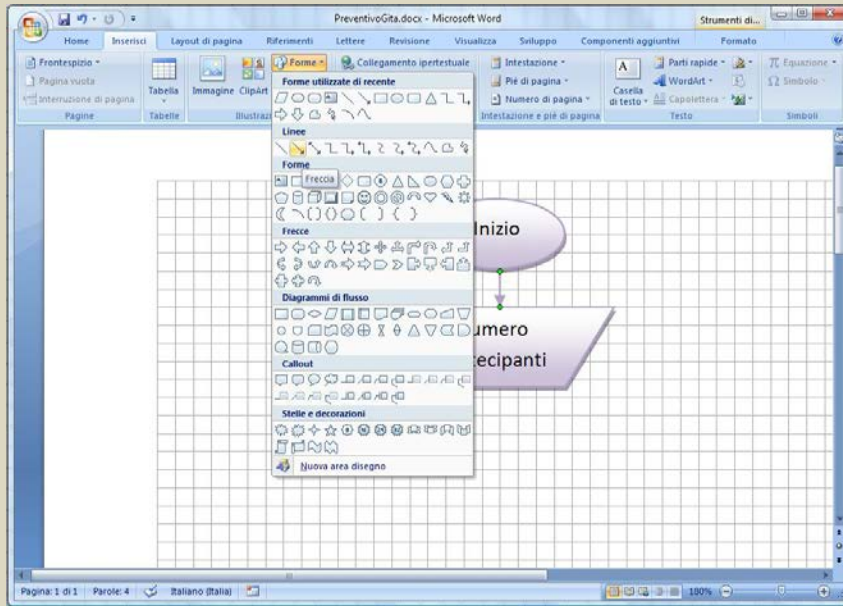 PreventivoGita.docx - Microsoft Word
Strumenti di...
Home Inserisci Layout di pagina Riferimenti Lettere Revisione Visualizza Sviluppo Componenti aggiuntivi Formato
Frontespizio
Pagina vuota
Interruzione di pagina
Pagine
Tabella
Tabelle
Immagine ClipArt
Illustrazi
Forme
Collegamento ipertestuale
Intestazione
Piè di pagina
Numero di pagina
Intestazione e piè di pagina
A
Casella
di testo
Parti rapide
WordArt
Capolettera
Testo
π Equazione
Ω Simbolo
Simboli
Forme utilizzate di recente
Linee
Forme
Freccia
Frecce
Diagrammi di flusso
Callout
Stelle e decorazioni
Nuova area disegno
Inizio
umero
ecipanti
Pagina: 1 di 1 Parole: 4 Italiano (Italia) 180%